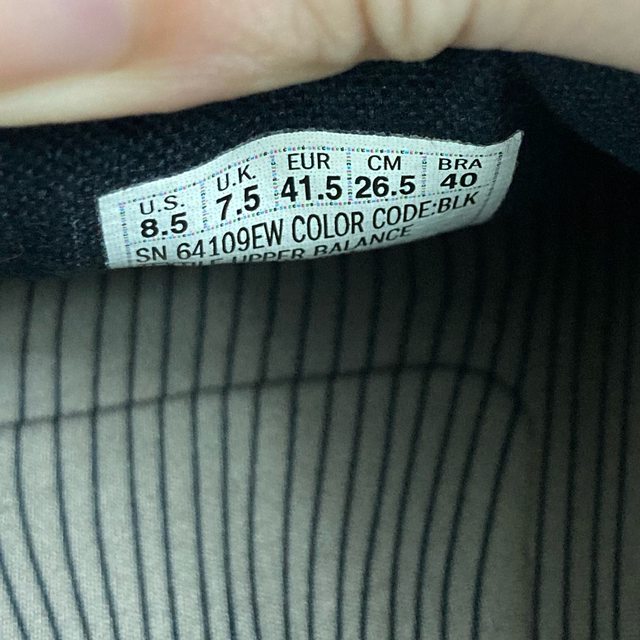 U.S. U.K. EUR CM BRA
8.5 7.5 41.5 26.5 40
SN 64109EW COLOR CODE:BLK
UPPER BALANCE